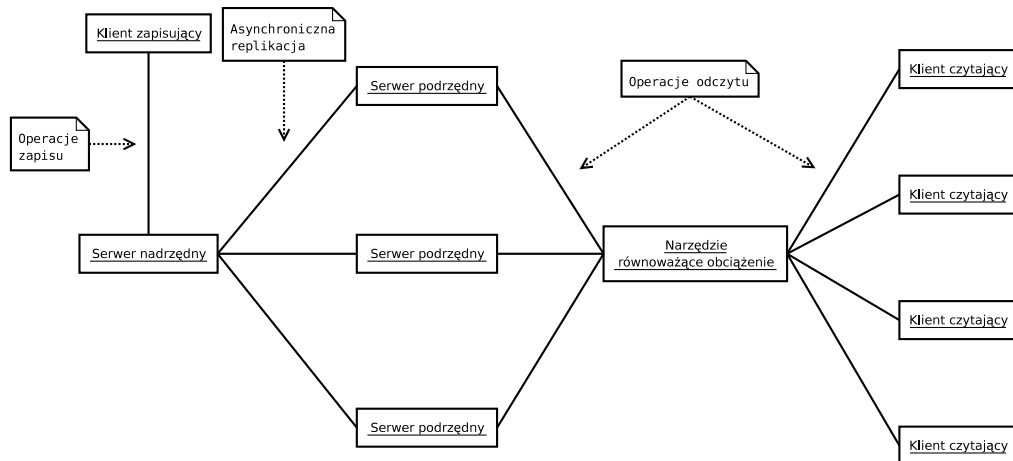 Klient zapisujący
Asynchroniczna
replikacja
Operacje
zapisu
Serwer nadrzędny
Serwer podrzędny
Serwer podrzędny
Serwer podrzędny
Operacje odczytu
Narzędzie
równoważące obciążenie
Klient czytający
Klient czytający
Klient czytający
Klient czytający